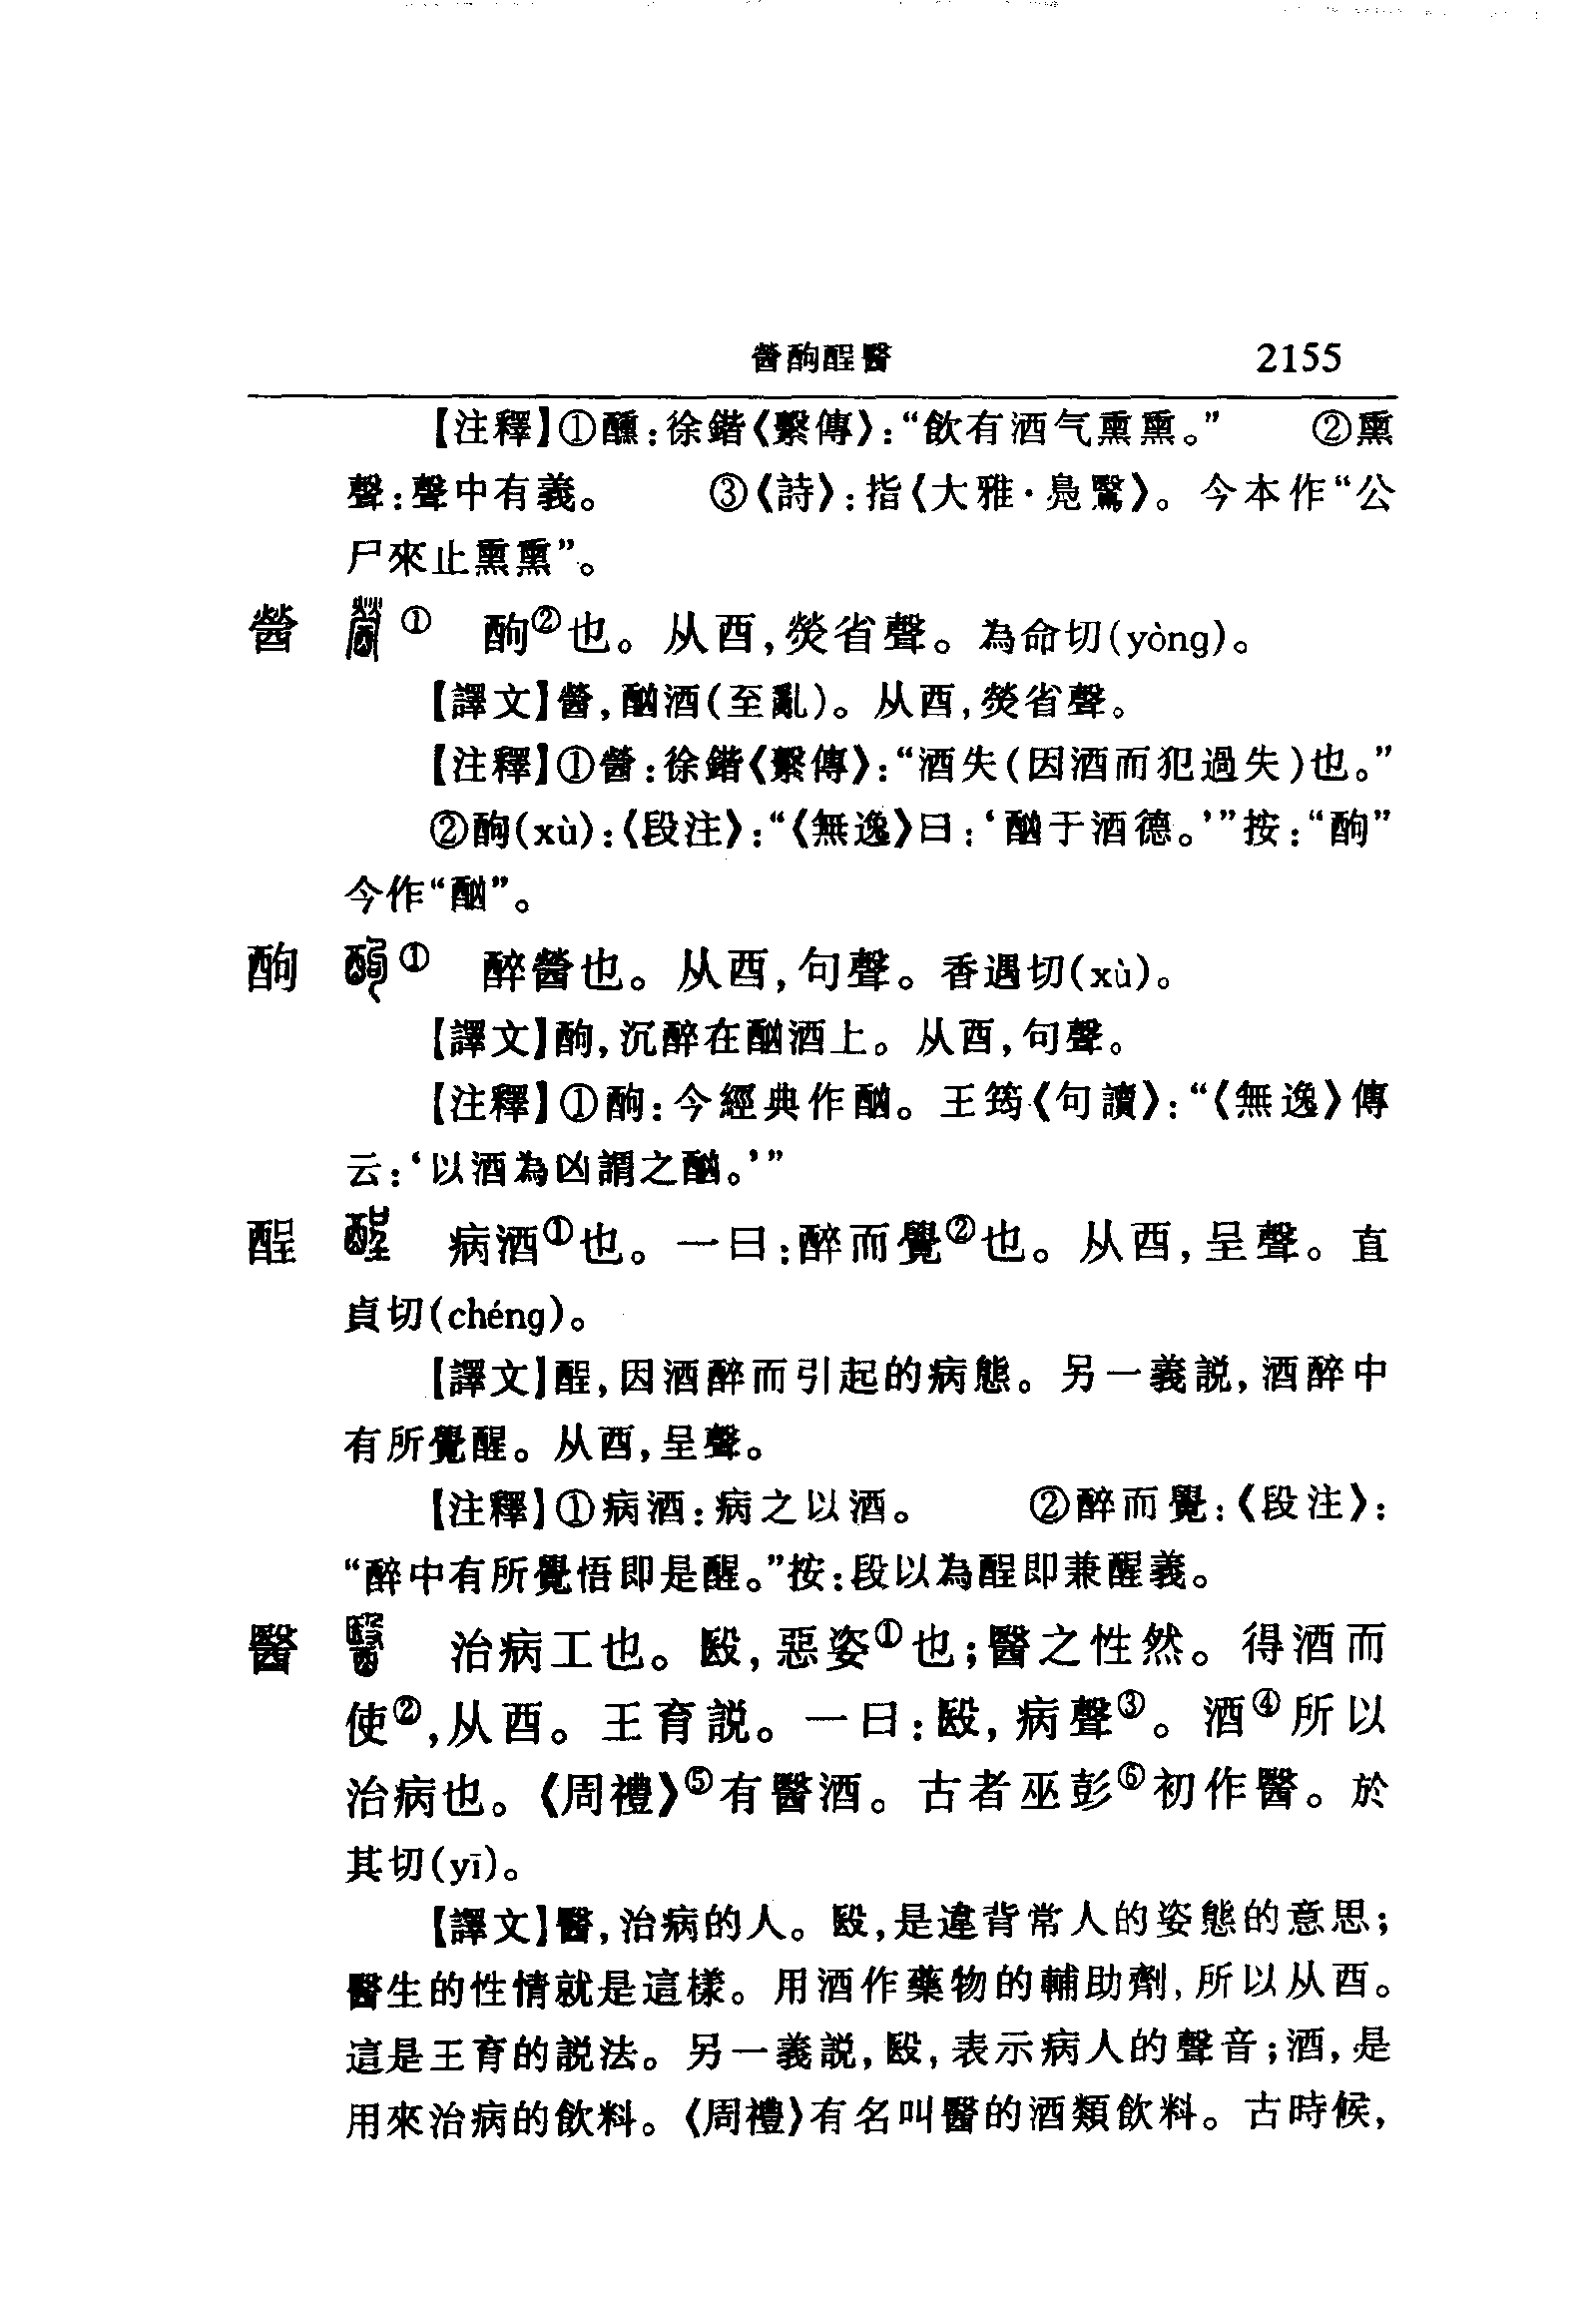 醟酌酲醫 2155
【注釋】①醺:徐鍇《繫傳》:“飲有酒气熏熏。” ②熏
聲:聲中有義。 ③《詩》:指《大雅·鳧鷖》。今本作“公
尸來止熏熏”。
醟 ① 酌②也。从酉,熒省聲。為命切(yòng)。
【譯文】醟,酗酒(至亂)。从酉,熒省聲。
【注釋】①醟:徐鍇《繫傳》:“酒失(因酒而犯過失)也。”
②酌(xù):《段注》:“《無逸》曰:‘酗于酒德。’”按:“酌”
今作“酗”。
酌 ① 醉醟也。从酉,句聲。香遇切(xù)。
【譯文】酌,沉醉在酗酒上。从酉,句聲。
【注釋】①酌:今經典作酗。王筠《句讀》:“《無逸》傳
云:‘以酒為凶謂之酗。’”
酲 病酒①也。一曰:醉而覺②也。从酉,呈聲。直
貞切(chéng)。
【譯文】酲,因酒醉而引起的病態。另一義説,酒醉中
有所覺醒。从酉,呈聲。
【注釋】①病酒:病之以酒。 ②醉而覺:《段注》:
“醉中有所覺悟即是醒。”按:段以為酲即兼醒義。
醫 治病工也。殹,惡姿①也;醫之性然。得酒而
使②,从酉。王育説。一曰:殹,病聲③。酒④所以
治病也。《周禮》⑤有醫酒。古者巫彭⑥初作醫。於
其切(yī)。
【譯文】醫,治病的人。殹,是違背常人的姿態的意思;
醫生的性情就是這樣。用酒作藥物的輔助劑,所以从酉。
這是王育的説法。另一義説,殹,表示病人的聲音;酒,是
用來治病的飲料。《周禮》有名叫醫的酒類飲料。古時候,